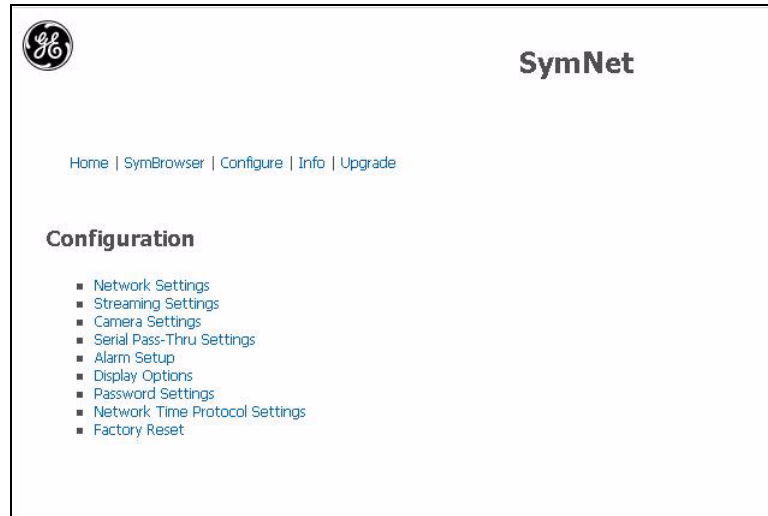 GE
SymNet
Home | SymBrowser | Configure | Info | Upgrade
Configuration
Network Settings
Streaming Settings
Camera Settings
Serial Pass-Thru Settings
Alarm Setup
Display Options
Password Settings
Network Time Protocol Settings
Factory Reset